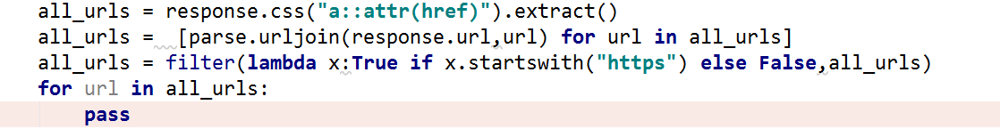 all_urls = response.css("a::attr(href)").extract()
all_urls =  [parse.urljoin(response.url,url) for url in all_urls]
all_urls = filter(lambda x:True if x.startswith("https") else False,all_urls)
for url in all_urls:
    pass